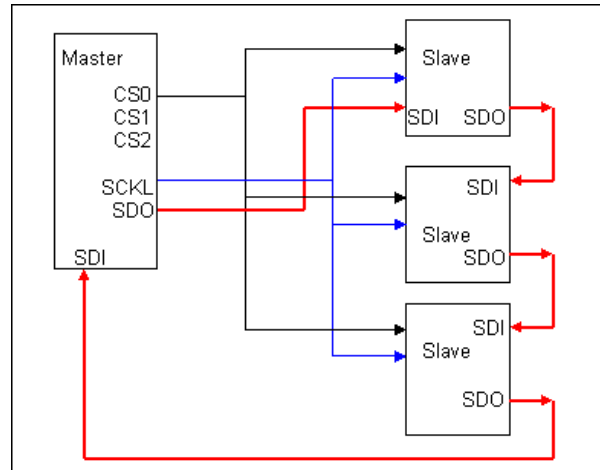 Master
CS0
CS1
CS2
SCKL
SDO
SDI
Slave
SDI SDO
SDI
Slave
SDO
SDI
Slave
SDO